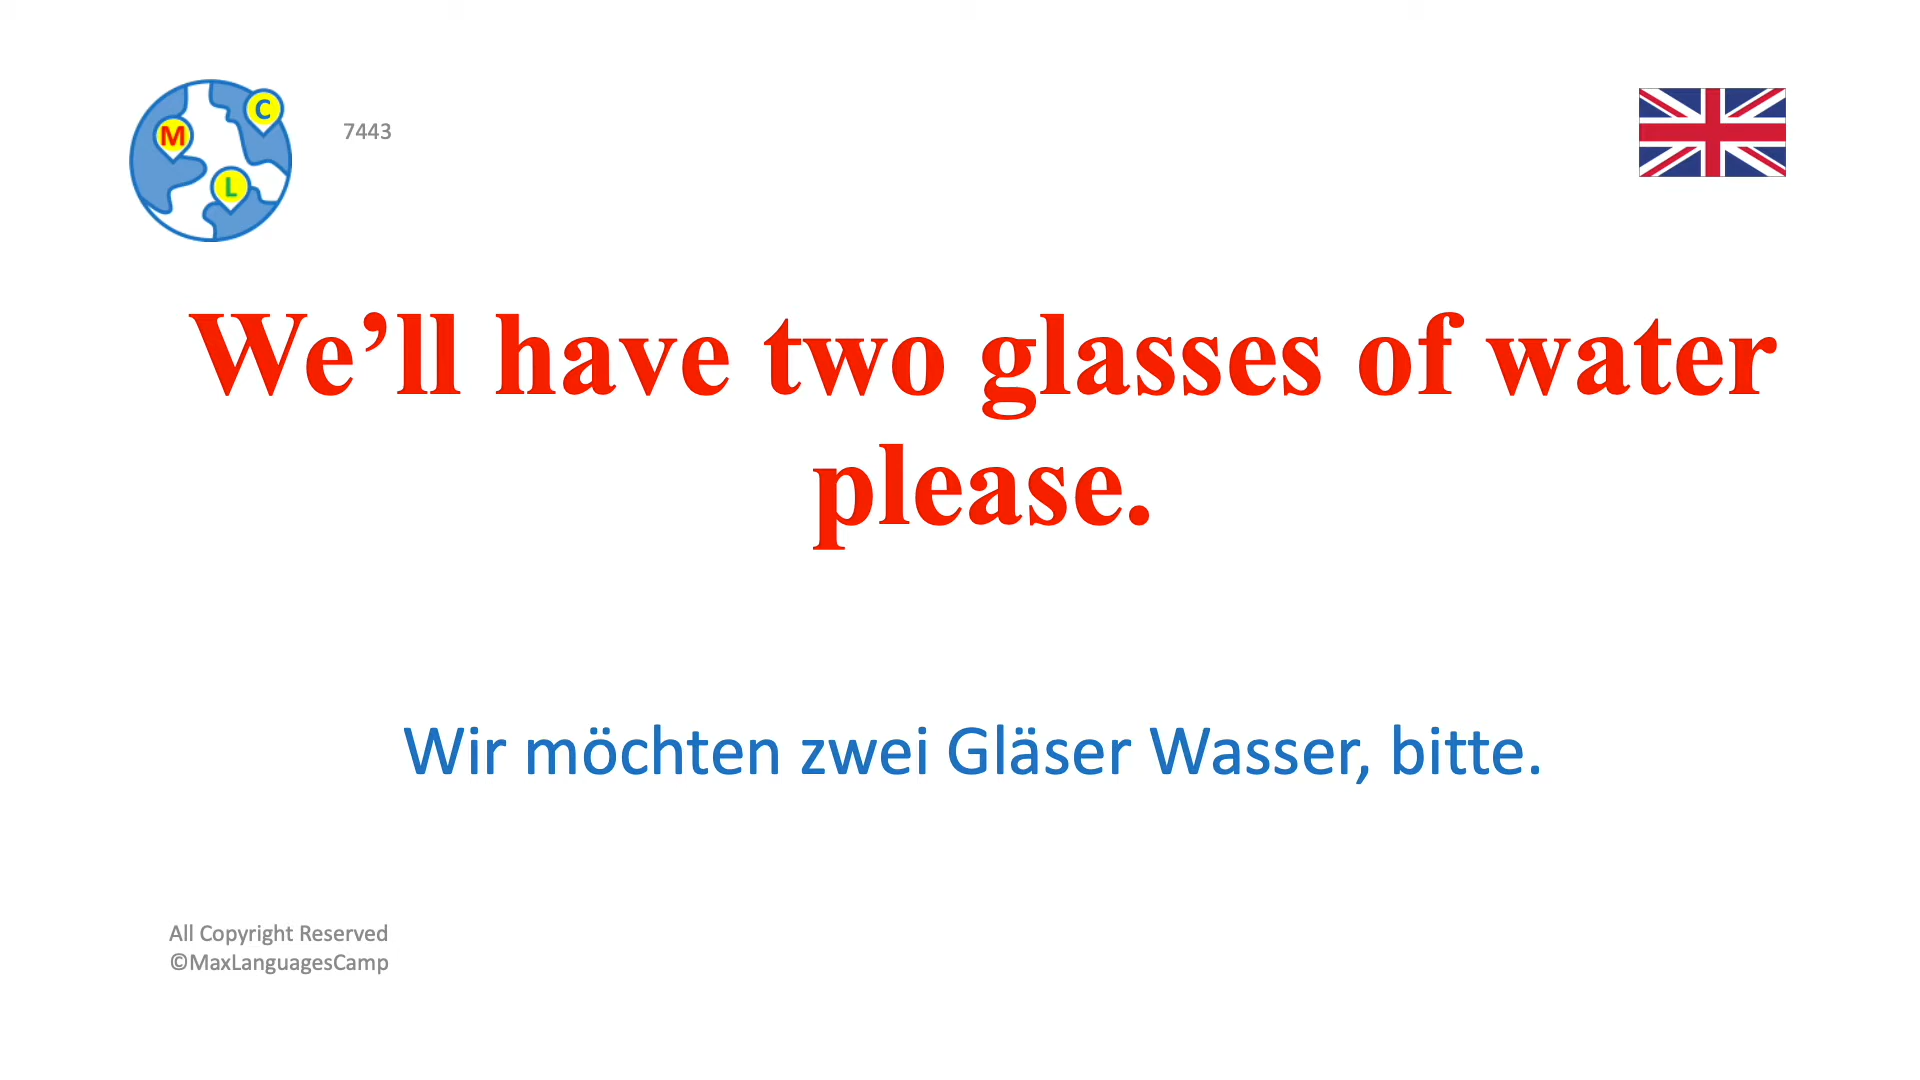 C
M
L
7443
We’ll have two glasses of water
please.
Wir möchten zwei Gläser Wasser, bitte.
All Copyright Reserved
©MaxLanguagesCamp